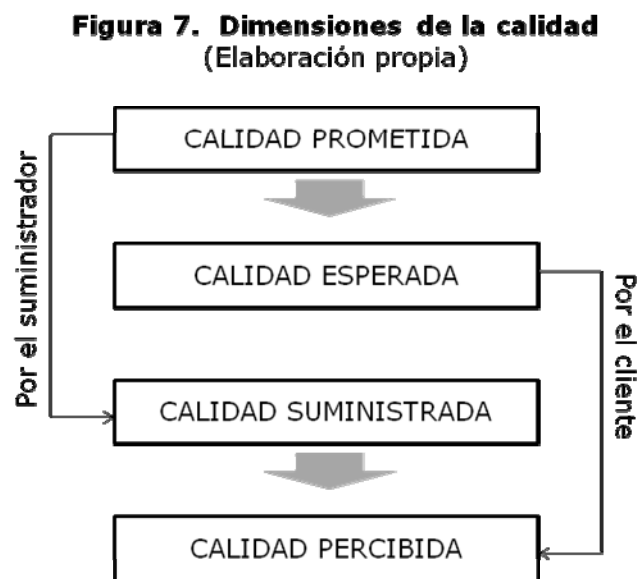 Figura 7. Dimensiones de la calidad
(Elaboración propia)
CALIDAD PROMETIDA
Por el suministrador
CALIDAD ESPERADA
Por el cliente
CALIDAD SUMINISTRADA
CALIDAD PERCIBIDA